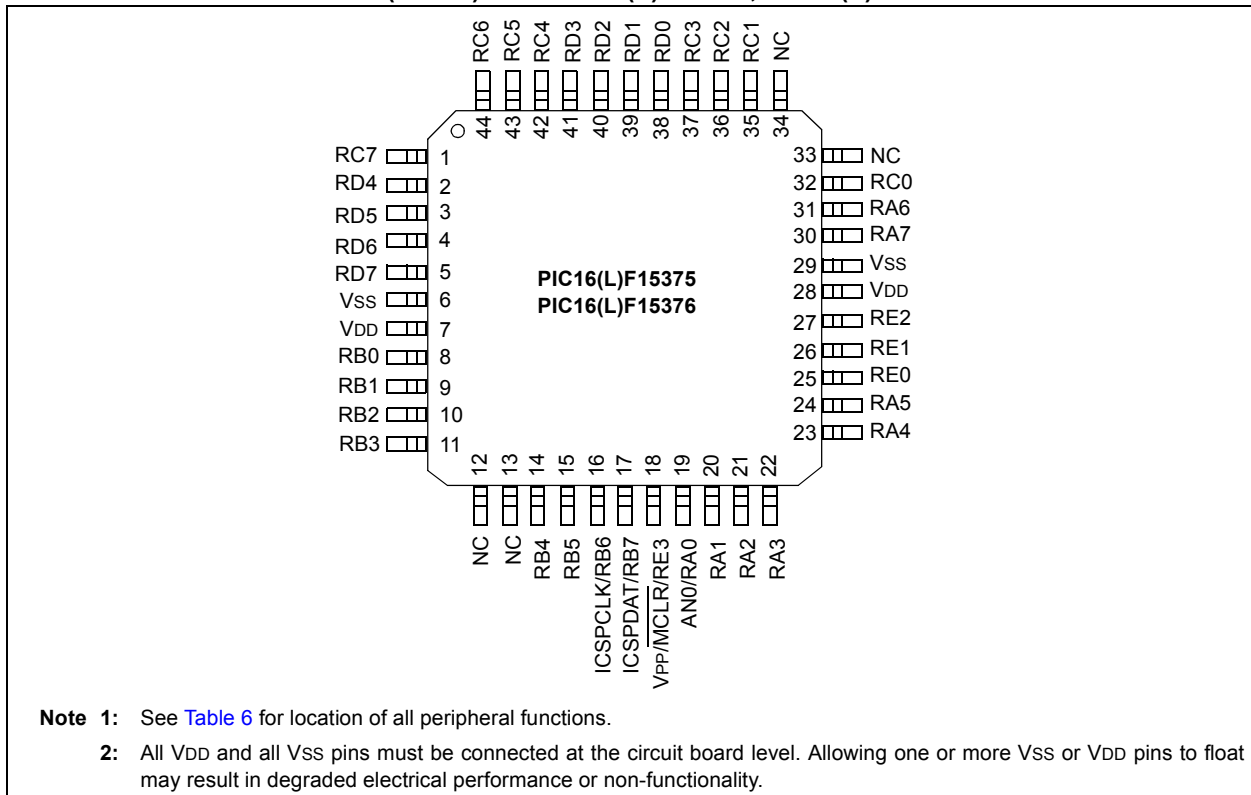 RC6
RC5
RC4
RD3
RD2
RD1
RD0
RC3
RC2
RC1
NC
44
43
42
41
40
39
38
37
36
35
34
RC7 1
RD4 2
RD5 3
RD6 4
RD7 5
VSS 6
VDD 7
RB0 8
RB1 9
RB2 10
RB3 11
PIC16(L)F15375
PIC16(L)F15376
33 NC
32 RC0
31 RA6
30 RA7
29 VSS
28 VDD
27 RE2
26 RE1
25 RE0
24 RA5
23 RA4
12
13
14
15
16
17
18
19
20
21
22
NC
NC
RB4
RB5
ICSPCLK/RB6
ICSPDAT/RB7
VPP/MCLR/RE3
AN0/RA0
RA1
RA2
RA3
Note 1: See Table 6 for location of all peripheral functions.
2: All VDD and all VSS pins must be connected at the circuit board level. Allowing one or more VSS or VDD pins to float
may result in degraded electrical performance or non-functionality.